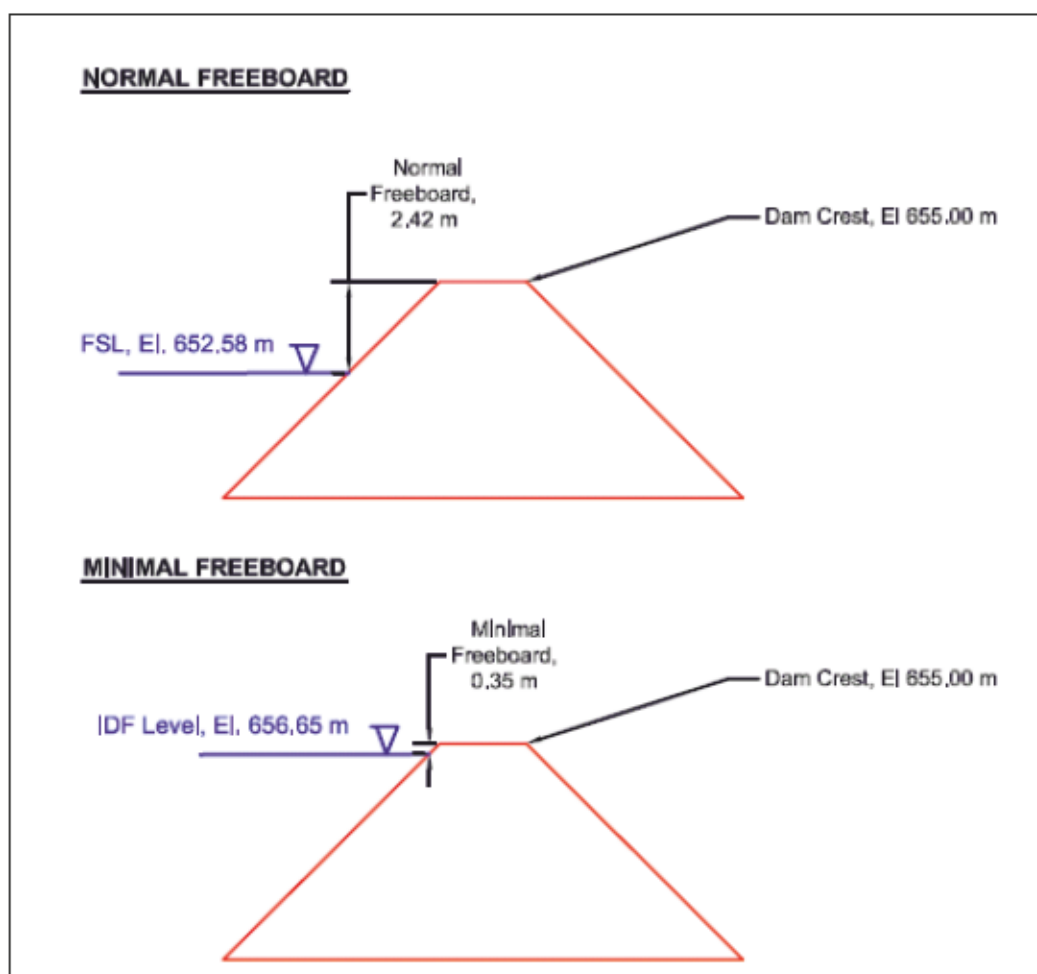 NORMAL FREEBOARD
Normal
Freeboard,
2.42 m
Dam Crest, El 655.00 m
FSL, El. 652.58 m
MINIMAL FREEBOARD
Minimal
Freeboard,
0.35 m
Dam Crest, El 655.00 m
IDF Level, El. 656.65 m